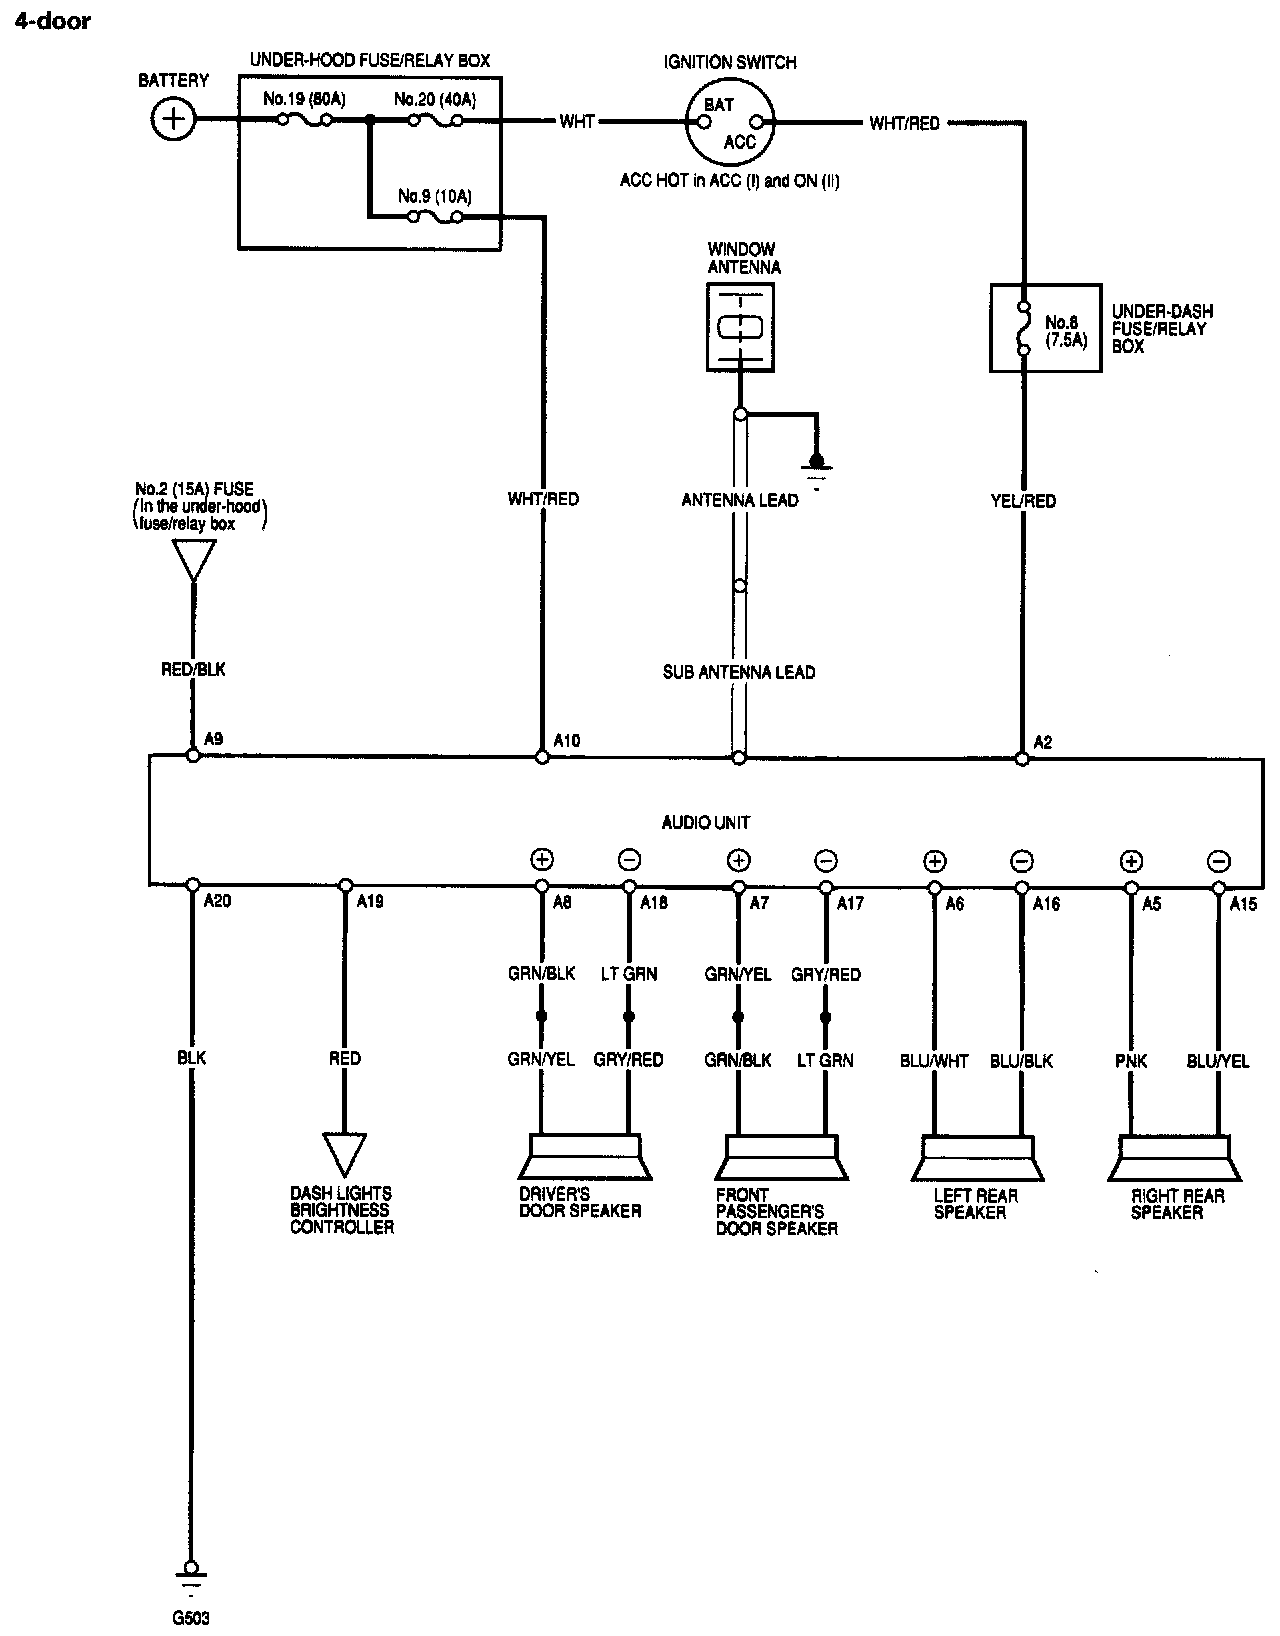 4-door
UNDER-HOOD FUSE/RELAY BOX
IGNITION SWITCH
BATTERY
No.19 (80A)
No.20 (40A)
BAT
WHT
WHT/RED
ACC
ACC HOT in ACC (I) and ON (II)
No.9 (10A)
WINDOW
ANTENNA
No.8
(7.5A)
UNDER-DASH
FUSE/RELAY
BOX
No.2 (15A) FUSE
(In the under-hood
fuse/relay box)
WHT/RED
ANTENNA LEAD
YEL/RED
RED/BLK
SUB ANTENNA LEAD
A9
A10
A2
AUDIO UNIT
+
−
+
−
+
−
+
−
A20
A19
A8
A18
A7
A17
A6
A16
A5
A15
GRN/BLK
LT GRN
GRN/YEL
GRY/RED
BLK
RED
GRN/YEL
GRY/RED
GRN/BLK
LT GRN
BLU/WHT
BLU/BLK
PNK
BLU/YEL
DASH LIGHTS
BRIGHTNESS
CONTROLLER
DRIVER'S
DOOR SPEAKER
FRONT
PASSENGER'S
DOOR SPEAKER
LEFT REAR
SPEAKER
RIGHT REAR
SPEAKER
G503